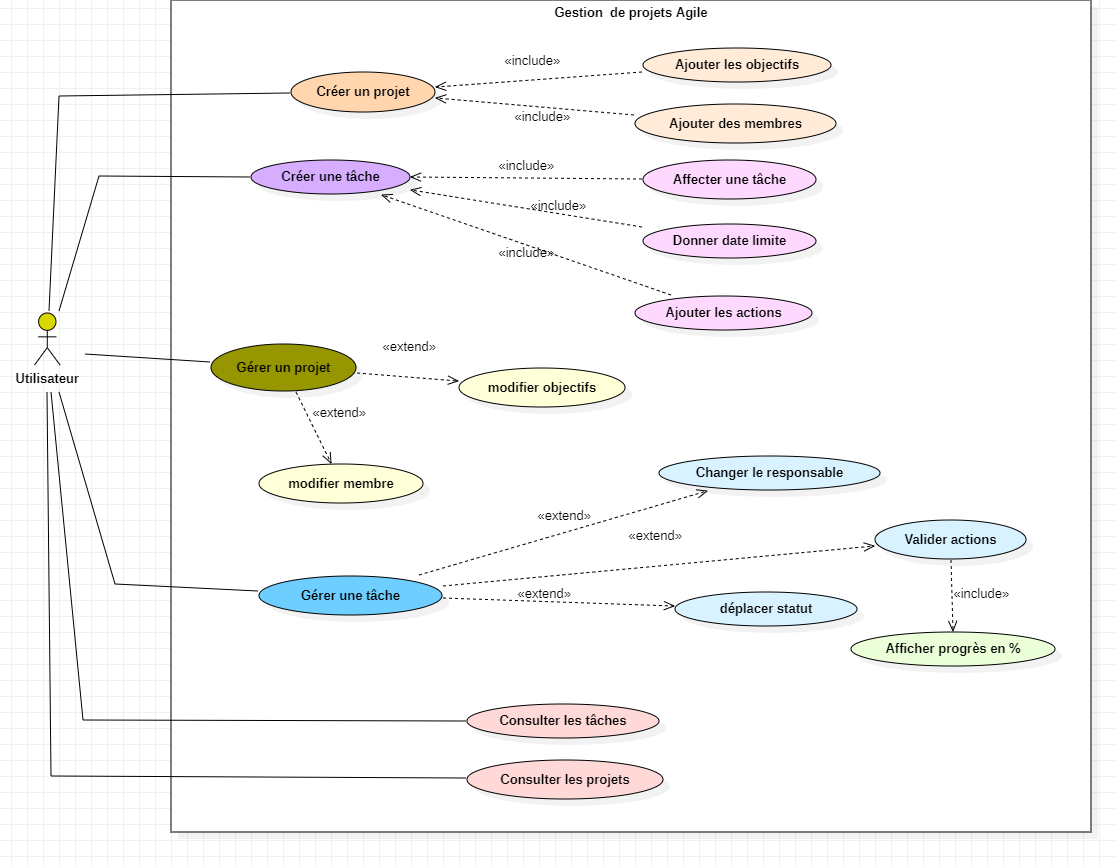 Gestion  de projets Agile
«include»
Ajouter les objectifs
Créer un projet
«include»
Ajouter des membres
«include»
Créer une tâche
Affecter une tâche
«include»
Donner date limite
«include»
Ajouter les actions
Utilisateur
«extend»
Gérer un projet
modifier objectifs
«extend»
modifier membre
Changer le responsable
«extend»
«extend»
Valider actions
Gérer une tâche
«extend»
déplacer statut
«include»
Afficher progrès en %
Consulter les tâches
Consulter les projets